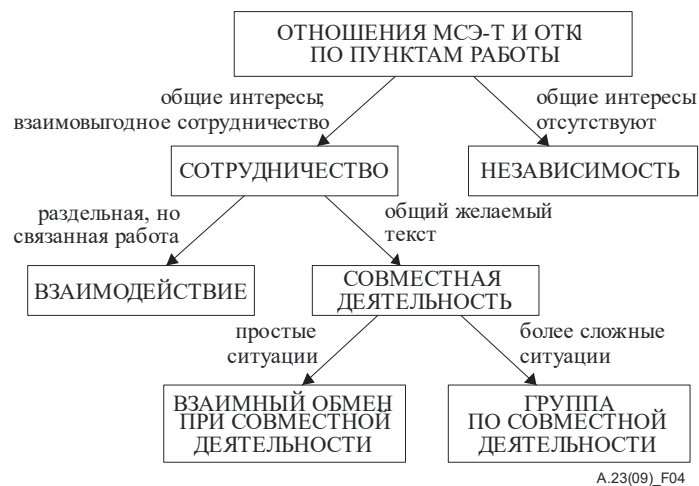 ОТНОШЕНИЯ МСЭ-Т И ОТК1
ПО ПУНКТАМ РАБОТЫ
общие интересы;
взаимовыгодное сотрудничество
общие интересы
отсутствуют
СОТРУДНИЧЕСТВО
НЕЗАВИСИМОСТЬ
раздельная, но
связанная работа
общий желаемый
текст
ВЗАИМОДЕЙСТВИЕ
СОВМЕСТНАЯ
ДЕЯТЕЛЬНОСТЬ
простые
ситуации
более сложные
ситуации
ВЗАИМНЫЙ ОБМЕН
ПРИ СОВМЕСТНОЙ
ДЕЯТЕЛЬНОСТИ
ГРУППА
ПО СОВМЕСТНОЙ
ДЕЯТЕЛЬНОСТИ
A.23(09)_F04